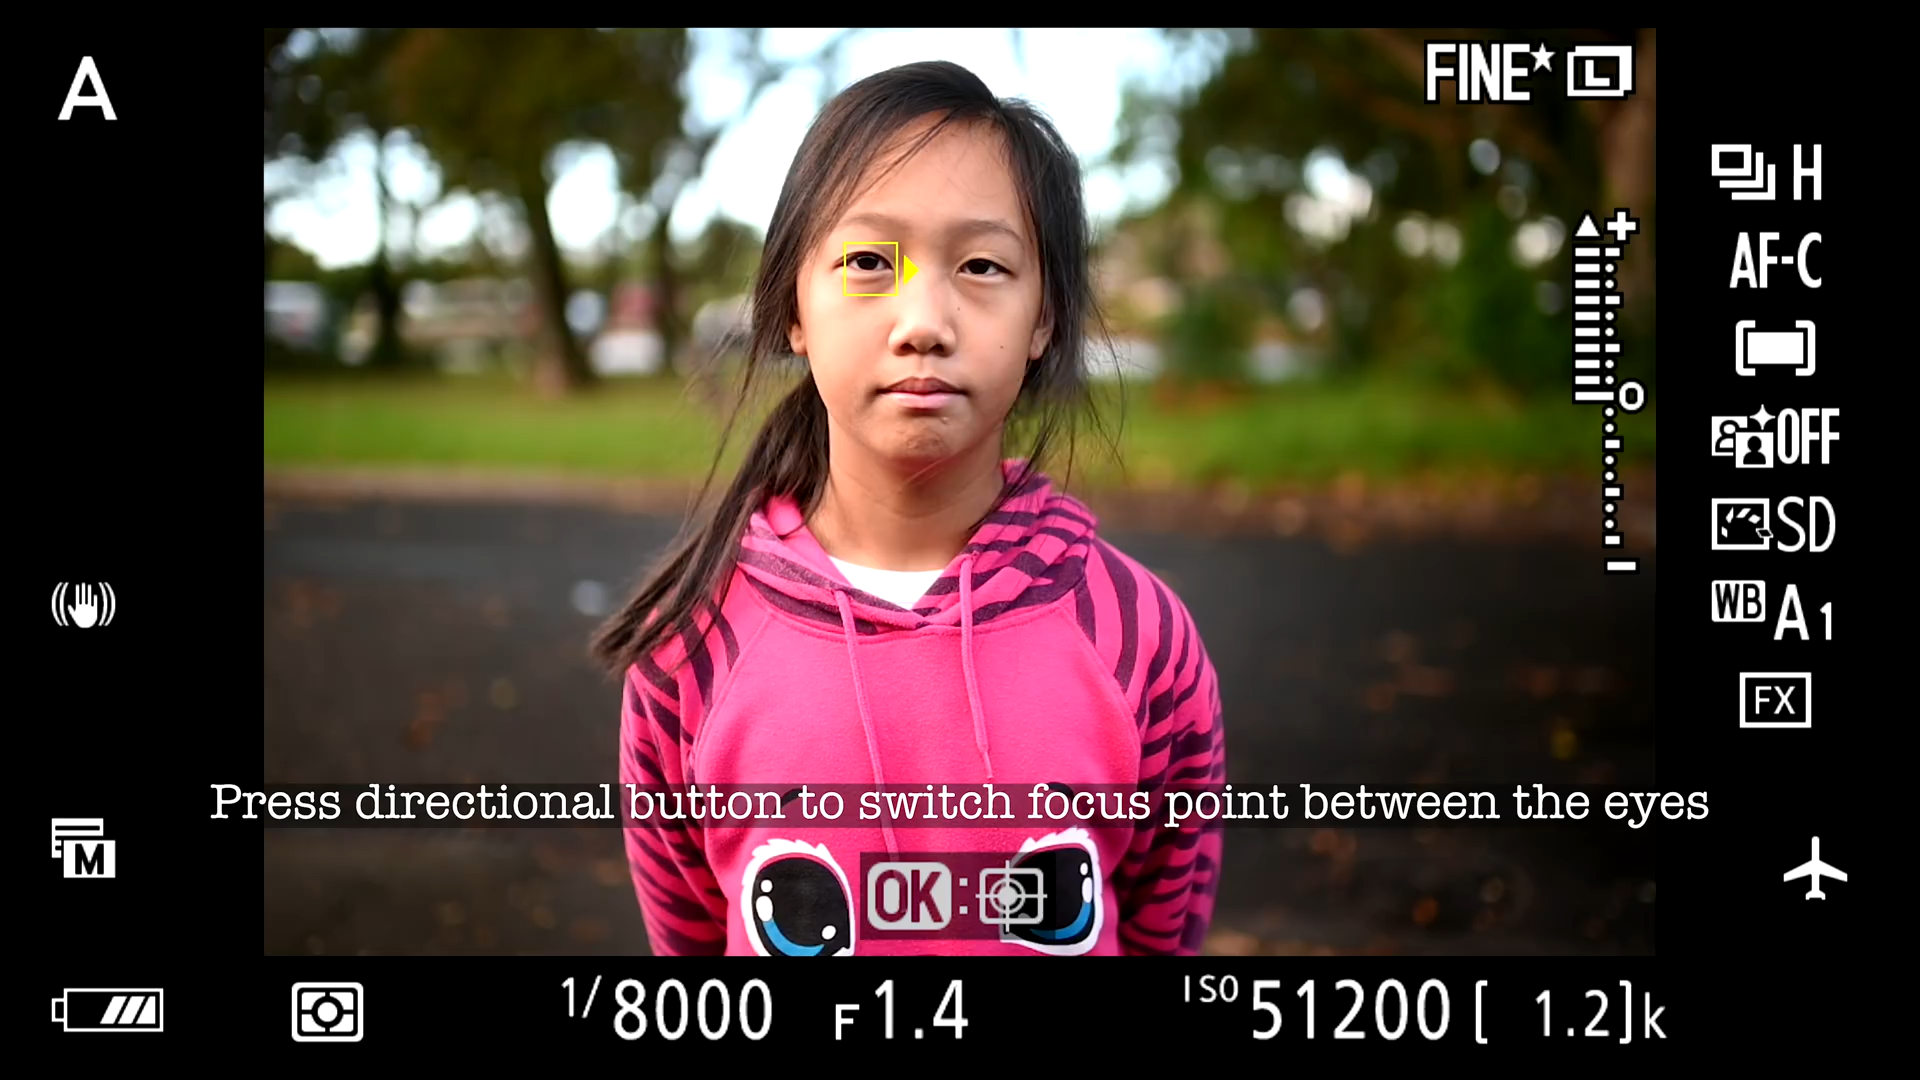 A
FINE★ L
H
AF-C
OFF
SD
WB A1
FX
Press directional button to switch focus point between the eyes
M
OK:
1/8000 F1.4 ISO 51200 [ 1.2]k